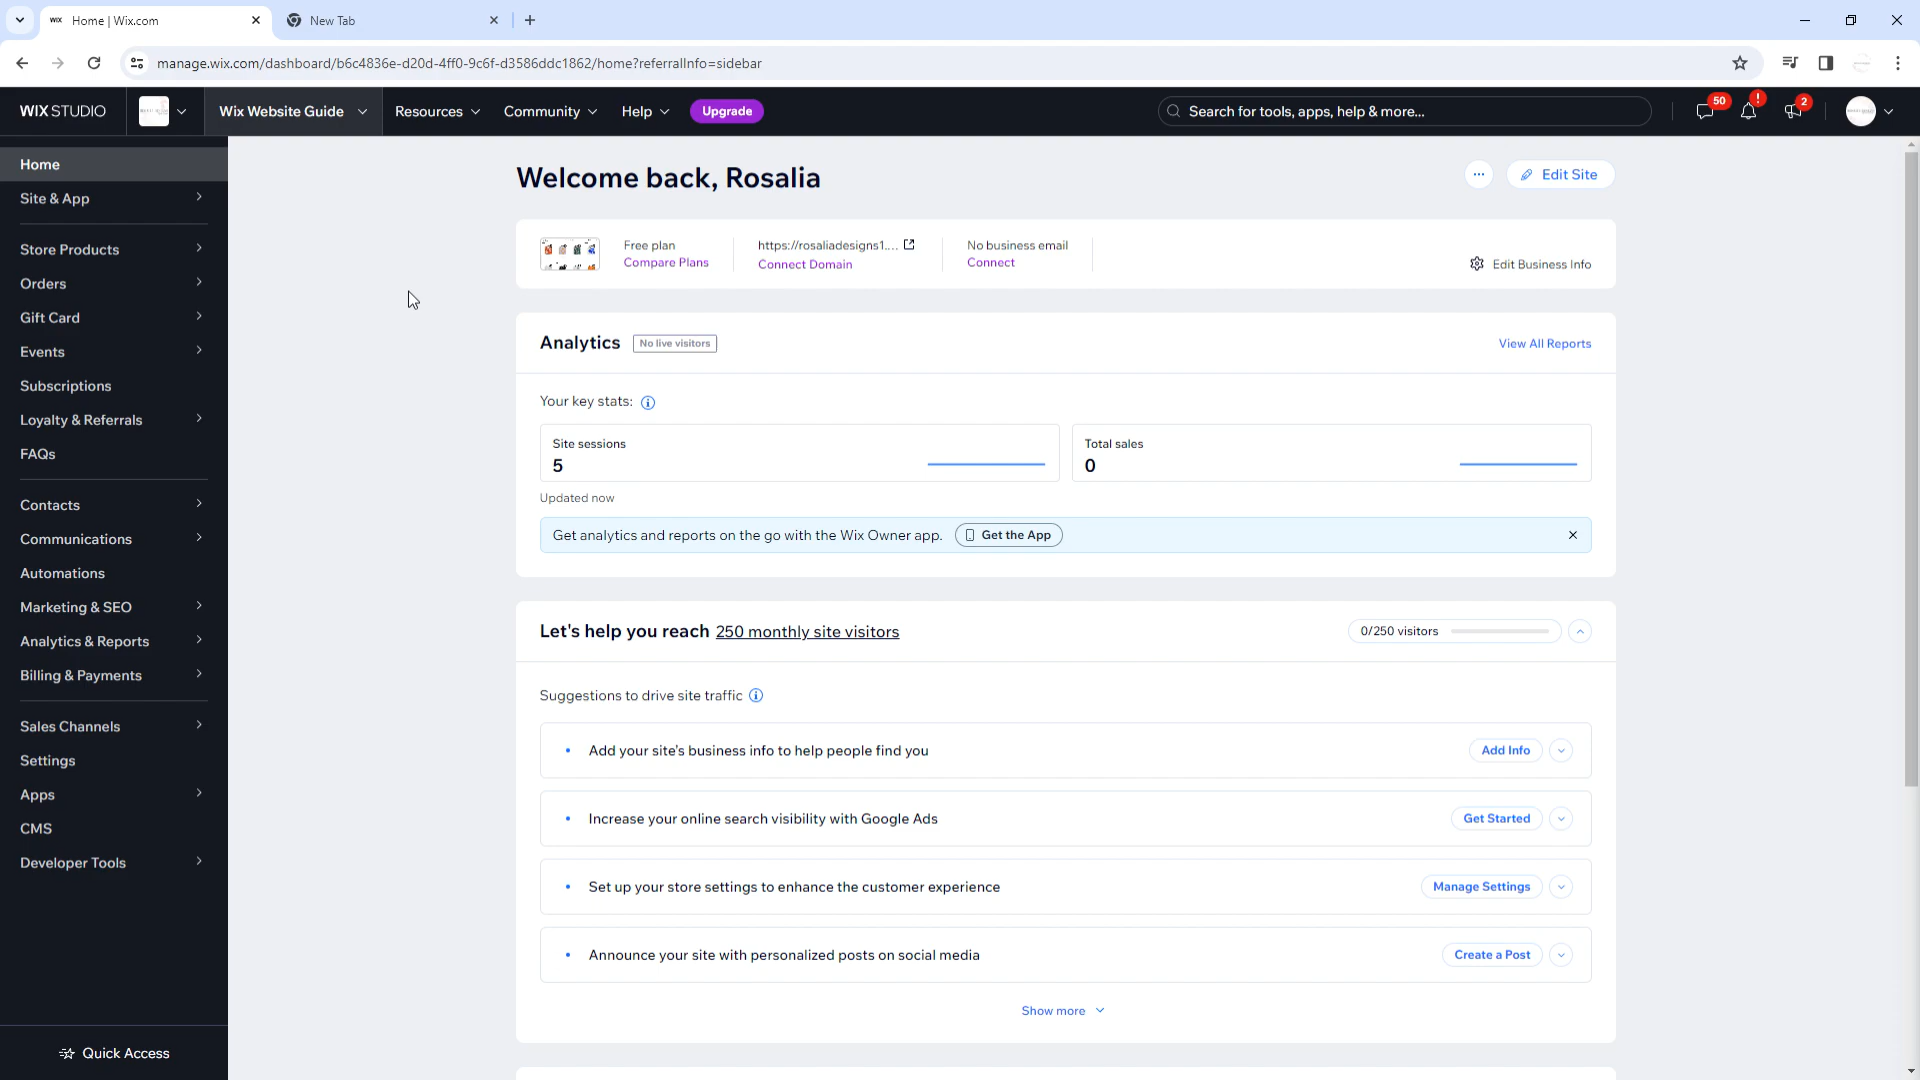 Home | Wix.com
New Tab
manage.wix.com/dashboard/b6c4836e-d20d-4ff0-9c6f-d3586ddc1862/home?referralInfo=sidebar
WIX STUDIO
Wix Website Guide
Resources
Community
Help
Upgrade
Search for tools, apps, help & more...
50
!
2
Home
Site & App
Store Products
Orders
Gift Card
Events
Subscriptions
Loyalty & Referrals
FAQs
Contacts
Communications
Automations
Marketing & SEO
Analytics & Reports
Billing & Payments
Sales Channels
Settings
Apps
CMS
Developer Tools
Quick Access
Welcome back, Rosalia
Edit Site
Free plan
Compare Plans
https://rosaliadesigns1....
Connect Domain
No business email
Connect
Edit Business Info
Analytics
No live visitors
View All Reports
Your key stats:
Site sessions
5
Total sales
0
Updated now
Get analytics and reports on the go with the Wix Owner app.
Get the App
Let's help you reach 250 monthly site visitors
0/250 visitors
Suggestions to drive site traffic
Add your site's business info to help people find you
Add Info
Increase your online search visibility with Google Ads
Get Started
Set up your store settings to enhance the customer experience
Manage Settings
Announce your site with personalized posts on social media
Create a Post
Show more